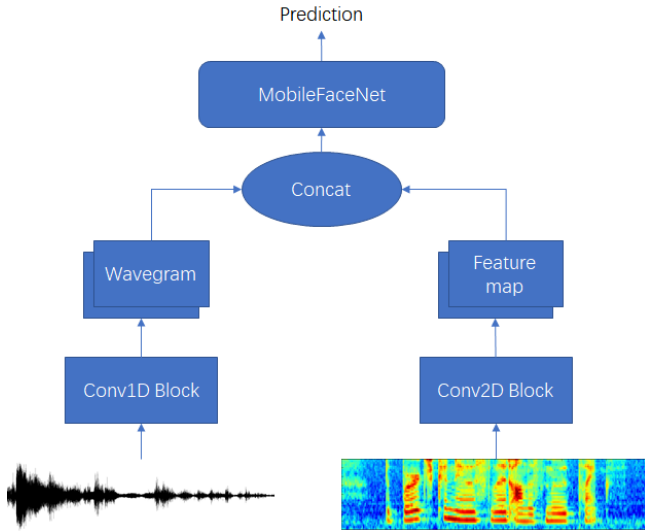 Prediction
MobileFaceNet
Concat
Wavegram
Feature
map
Conv1D Block
Conv2D Block